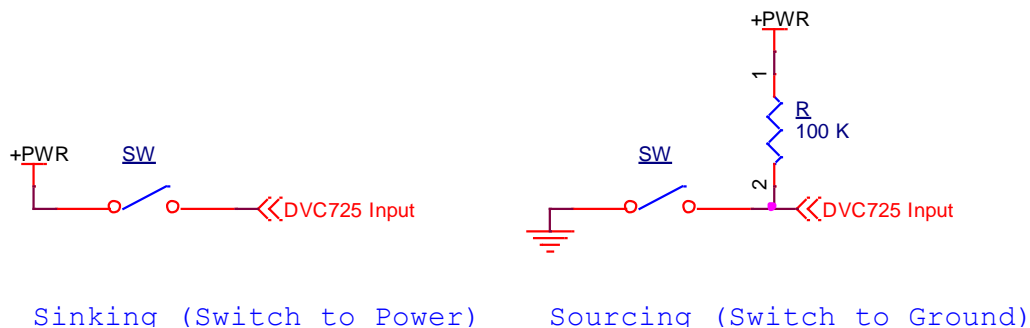 +PWR
SW
DVC725 Input
Sinking (Switch to Power)
+PWR
1
R
100 K
SW
2
DVC725 Input
Sourcing (Switch to Ground)